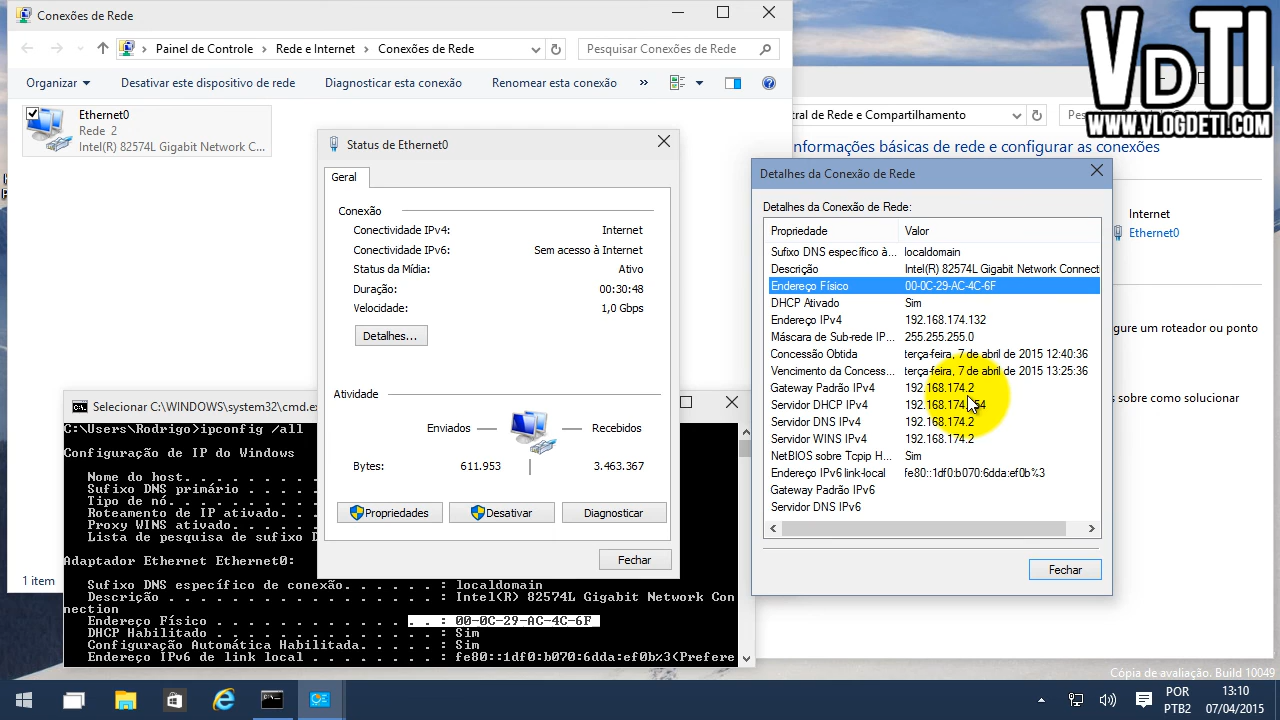 Conexões de Rede
Painel de Controle
Rede e Internet
Conexões de Rede
Pesquisar Conexões de Rede
Organizar
Desativar este dispositivo de rede
Diagnosticar esta conexão
Renomear esta conexão
»
Ethernet0
Rede 2
Intel(R) 82574L Gigabit Network C...
1 item
VDTI
WWW.VLOGDETI.COM
tral de Rede e Compartilhamento
nformações básicas de rede e configurar as conexões
Internet
Ethernet0
gure um roteador ou ponto
s sobre como solucionar
Status de Ethernet0
Geral
Conexão
Conectividade IPv4: Internet
Conectividade IPv6: Sem acesso à Internet
Status da Mídia: Ativo
Duração: 00:30:48
Velocidade: 1,0 Gbps
Detalhes...
Atividade
Enviados — — Recebidos
Bytes: 611.953 | 3.463.367
Propriedades
Desativar
Diagnosticar
Fechar
Detalhes da Conexão de Rede
Detalhes da Conexão de Rede:
Propriedade Valor
Sufixo DNS específico à... localdomain
Descrição Intel(R) 82574L Gigabit Network Connect
Endereço Físico 00-0C-29-AC-4C-6F
DHCP Ativado Sim
Endereço IPv4 192.168.174.132
Máscara de Sub-rede IP... 255.255.255.0
Concessão Obtida terça-feira, 7 de abril de 2015 12:40:36
Vencimento da Concess... terça-feira, 7 de abril de 2015 13:25:36
Gateway Padrão IPv4 192.168.174.2
Servidor DHCP IPv4
Servidor DNS IPv4 192.168.174.2
Servidor WINS IPv4 192.168.174.2
NetBIOS sobre Tcpip H... Sim
Endereço IPv6 link-local fe80::1df0:b070:6dda:ef0b%3
Gateway Padrão IPv6
Servidor DNS IPv6
Fechar
Selecionar C:\WINDOWS\system32\cmd.ex
C:\Users\Rodrigo>ipconfig /all
Configuração de IP do Windows
Nome do host. . . . . . . . .
Sufixo DNS primário . . . . .
Tipo de nó. . . . . . . . . .
Roteamento de IP ativado. . .
Proxy WINS ativado. . . . . .
Lista de pesquisa de sufixo D
Adaptador Ethernet Ethernet0:
Sufixo DNS específico de conexão. . . . . . : localdomain
Descrição . . . . . . . . . . . . . . . . . : Intel(R) 82574L Gigabit Network Con
nection
Endereço Físico . . . . . . . . . . . . . . : 00-0C-29-AC-4C-6F
DHCP Habilitado . . . . . . . . . . . . . . : Sim
Configuração Automática Habilitada. . . . . : Sim
Endereço IPv6 de link local . . . . . . . . : fe80::1df0:b070:6dda:ef0b%3(Prefere
Cópia de avaliação. Build 10049
POR
PTB2
13:10
07/04/2015